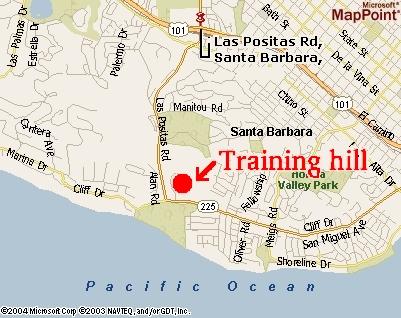 Microsoft®
MapPoint®
101
Las Positas Rd,
Santa Barbara,
Las Palmas Dr
Estrella Dr
Palermo Dr
Bath St
State St
De la Vina St
101
Manitou Rd
Chino St
El Camino
Las Positas Rd
Santa Barbara
Cantera Ave
Marina Dr
Training hill
Alta Dr
Honda
Valley Park
Cliff Dr
Alan Rd
Fellowship
225
Cliff Dr
Oliver Rd
Meigs Rd
San Miguel Ave
Shoreline Dr
Pacific Ocean
©2004 Microsoft Corp ©2003 NAVTEQ, and/or GDT, Inc.